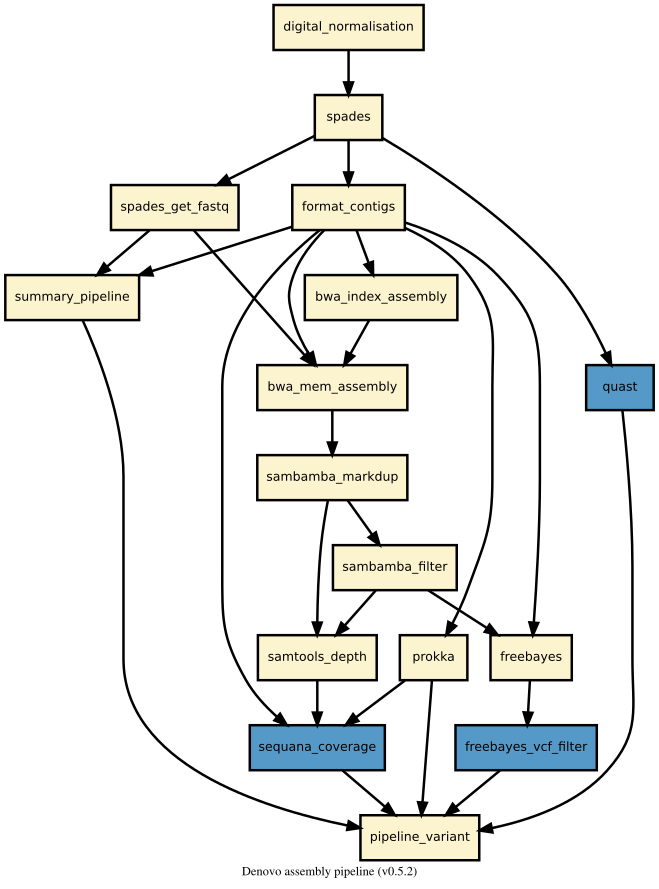 digital_normalisation
spades
spades_get_fastq
format_contigs
summary_pipeline
bwa_index_assembly
bwa_mem_assembly
quast
sambamba_markdup
sambamba_filter
samtools_depth
prokka
freebayes
sequana_coverage
freebayes_vcf_filter
pipeline_variant
Denovo assembly pipeline (v0.5.2)